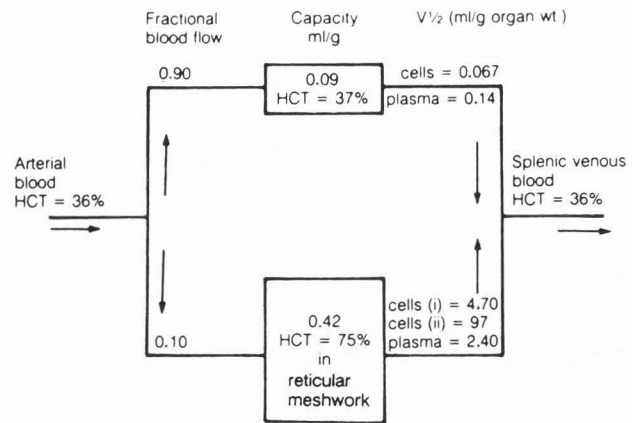 Fractional
blood flow
Capacity
ml/g
V½ (ml/g organ wt )
0.90
0.09
HCT = 37%
cells = 0.067
plasma = 0.14
Arterial
blood
HCT = 36%
Splenic venous
blood
HCT = 36%
0.10
0.42
HCT = 75%
in
reticular
meshwork
cells (i) = 4.70
cells (ii) = 97
plasma = 2.40